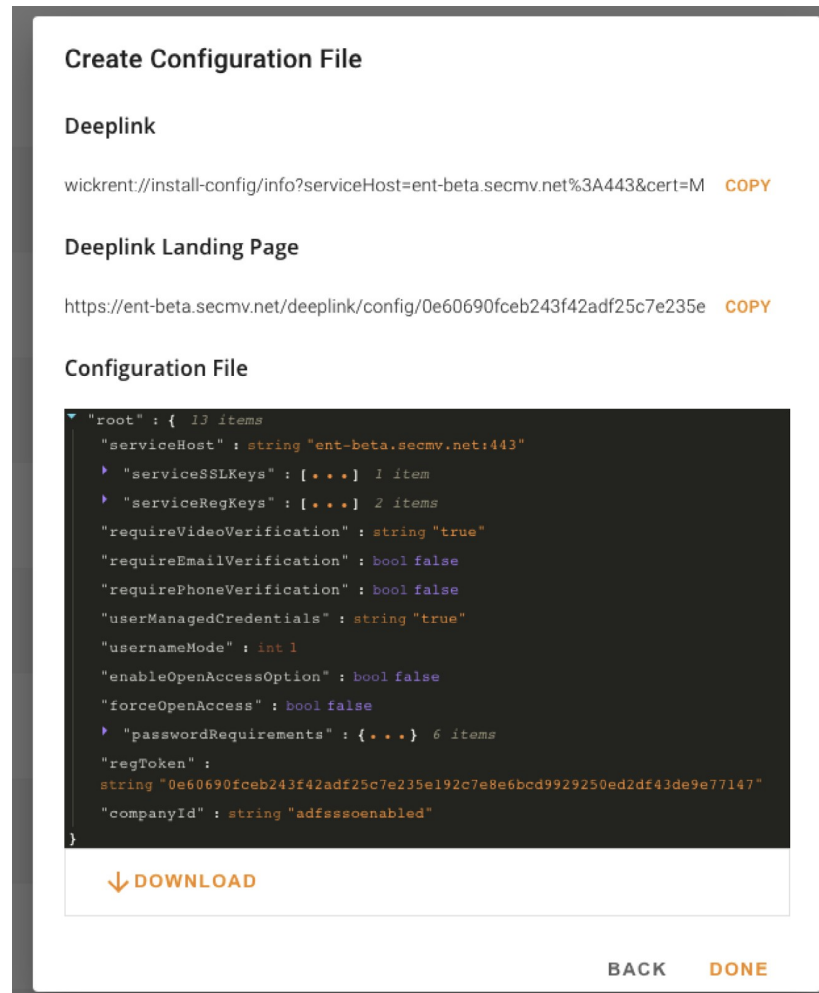 Create Configuration File
Deeplink
wickrent://install-config/info?serviceHost=ent-beta.secmv.net%3A443&cert=M COPY
Deeplink Landing Page
https://ent-beta.secmv.net/deeplink/config/0e60690fceb243f42adf25c7e235e COPY
Configuration File
"root" : { 13 items
"serviceHost" : string "ent-beta.secmv.net:443"
"serviceSSLKeys" : [...] 1 item
"serviceRegKeys" : [...] 2 items
"requireVideoVerification" : string "true"
"requireEmailVerification" : bool false
"requirePhoneVerification" : bool false
"userManagedCredentials" : string "true"
"usernameMode" : int 1
"enableOpenAccessOption" : bool false
"forceOpenAccess" : bool false
"passwordRequirements" : {...} 6 items
"regToken" :
string "0e60690fceb243f42adf25c7e235e192c7e8e6bcd9929250ed2df43de9e77147"
"companyId" : string "adfsssoenabled"
}
DOWNLOAD
BACK DONE